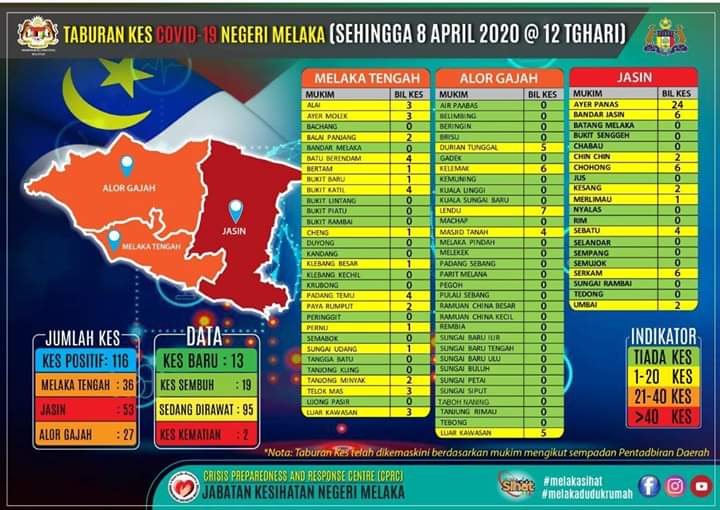 TABURAN KES COVID-19 NEGERI MELAKA (SEHINGGA 8 APRIL 2020 @ 12 TGHARI)
ALOR GAJAH
MELAKA TENGAH
JASIN
MELAKA TENGAH
MUKIM BIL KES
ALAI 3
AYER MOLEK 3
BACHANG 0
BALAI PANJANG 2
BANDAR MELAKA 0
BATU BERENDAM 4
BERTAM 1
BUKIT BARU 1
BUKIT KATIL 4
BUKIT LINTANG 0
BUKIT PIATU 0
BUKIT RAMBAI 0
CHENG 1
DUYONG 0
KANDANG 0
KLEBANG BESAR 1
KLEBANG KECHIL 0
KRUBONG 0
PADANG TEMU 4
PAYA RUMPUT 2
PERINGGIT 0
PERNU 1
SEMABOK 0
SUNGAI UDANG 1
TANGGA BATU 0
TANJONG KLING 0
TANJONG MINYAK 2
TELOK MAS 3
UJONG PASIR 0
LUAR KAWASAN 3
ALOR GAJAH
MUKIM BIL KES
AIR PAABAS 0
BELIMBING 0
BERINGIN 0
BRISU 0
DURIAN TUNGGAL 5
GADEK 0
KELEMAK 6
KEMUNING 0
KUALA LINGGI 0
KUALA SUNGAI BARU 0
LENDU 7
MACHAP 0
MASJID TANAH 4
MELAKA PINDAH 0
MELEKEK 0
PADANG SEBANG 0
PARIT MELANA 0
PEGOH 0
PULAU SEBANG 0
RAMUAN CHINA BESAR 0
RAMUAN CHINA KECIL 0
REMBIA 0
SUNGAI BARU ILIR 0
SUNGAI BARU TENGAH 0
SUNGAI BARU ULU 0
SUNGAI BULUH 0
SUNGAI PETAI 0
SUNGAI SIPUT 0
TABOH NANING 0
TANJUNG RIMAU 0
TEBONG 0
LUAR KAWASAN 5
JASIN
MUKIM BIL KES
AYER PANAS 24
BANDAR JASIN 6
BATANG MELAKA 0
BUKIT SENGGEH 0
CHABAU 0
CHIN CHIN 2
CHOHONG 6
JUS 0
KESANG 2
MERLIMAU 1
NYALAS 0
RIM 0
SEBATU 4
SELANDAR 0
SEMPANG 0
SEMUJOK 0
SERKAM 6
SUNGAI RAMBAI 0
TEDONG 0
UMBAI 2
JUMLAH KES
KES POSITIF: 116
MELAKA TENGAH : 36
JASIN : 53
ALOR GAJAH : 27
DATA
KES BARU : 13
KES SEMBUH : 19
SEDANG DIRAWAT : 95
KES KEMATIAN : 2
INDIKATOR
TIADA KES
1-20 KES
21-40 KES
>40 KES
*Nota: Taburan Kes telah dikemaskini berdasarkan mukim mengikut sempadan Pentadbiran Daerah
CRISIS PREPAREDNESS AND RESPONSE CENTRE (CPRC)
JABATAN KESIHATAN NEGERI MELAKA
Sihat
#melakasihat
#melakadudukrumah